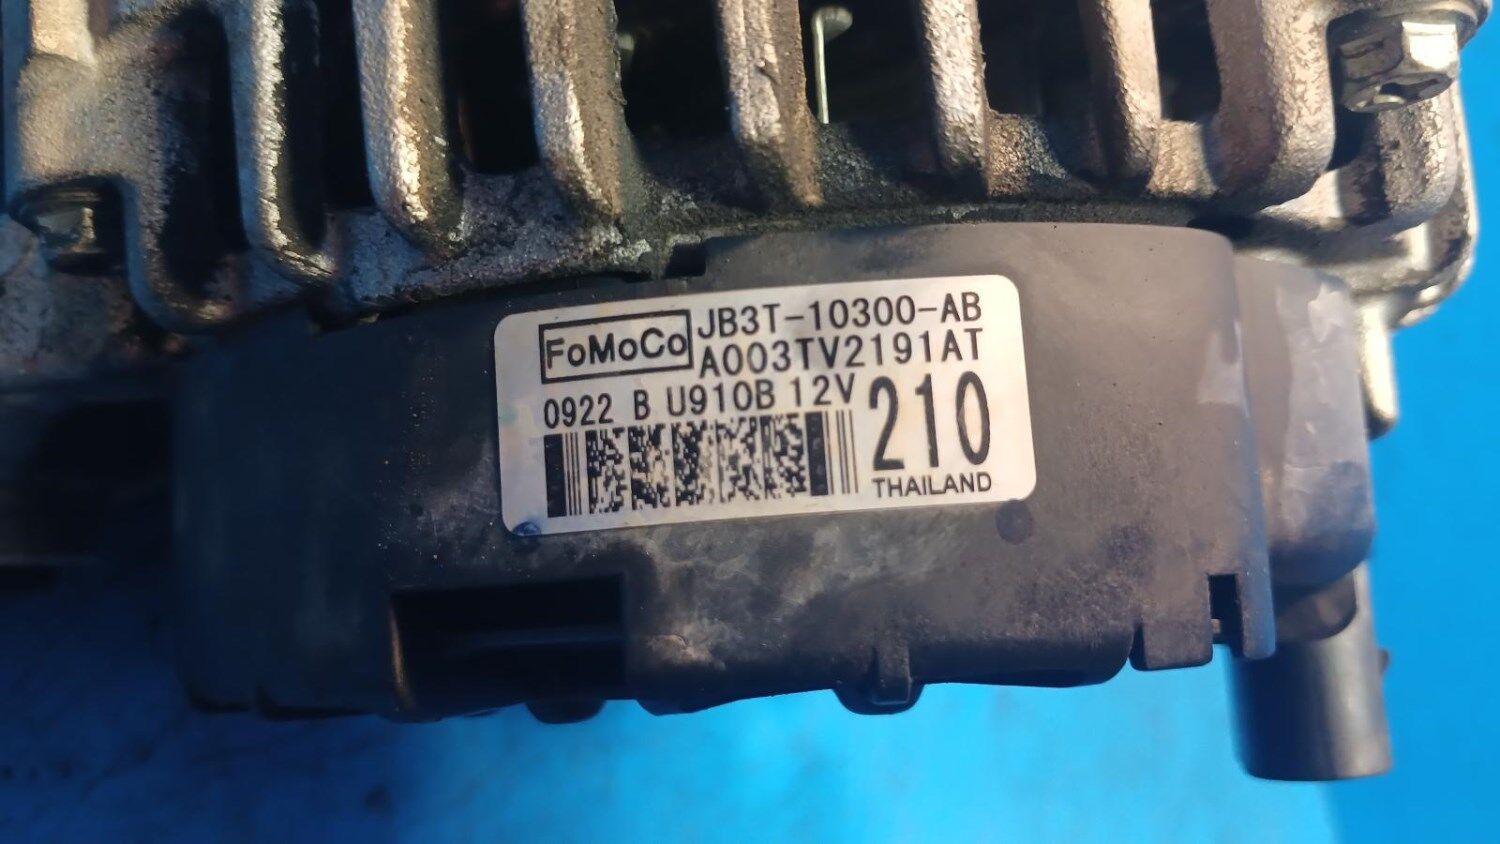 FoMoCo JB3T-10300-AB
A003TV2191AT
0922 B U910B 12V 210
THAILAND